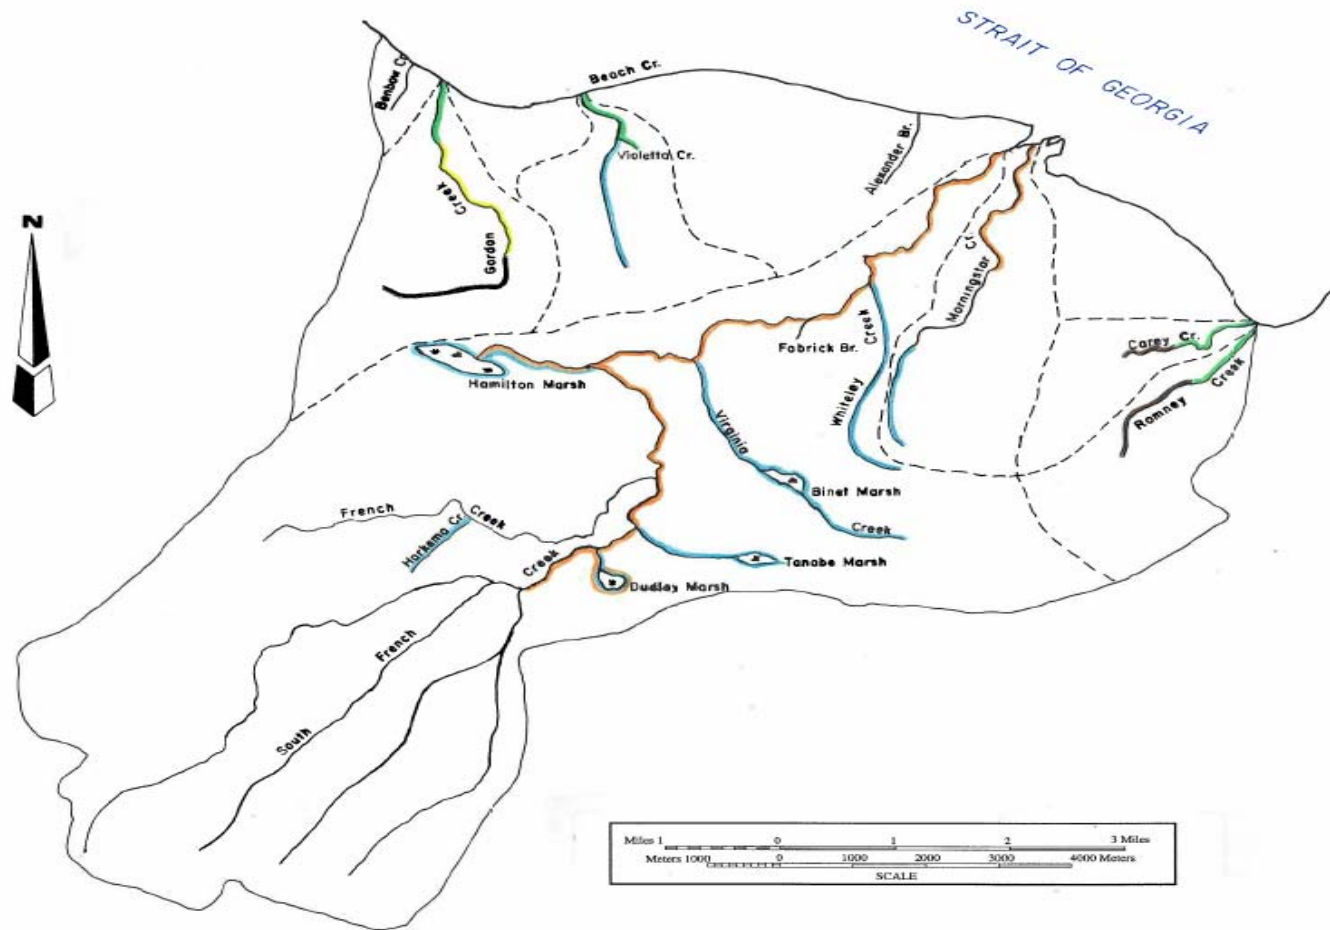 STRAIT OF GEORGIA
Benbow Cr.
Beach Cr.
Violetta Cr.
Alexander Br.
Creek
Gordon
N
Morningstar Cr.
Carey Cr.
Romney Creek
Fabrick Br.
Whiteley Creek
Hamilton Marsh
Virginia
Binet Marsh
Creek
French Creek
Harkema Cr.
Creek
Tanabe Marsh
Dudley Marsh
French
South
Miles 1 0 1 2 3 Miles
Meters 1000 0 1000 2000 3000 4000 Meters
SCALE